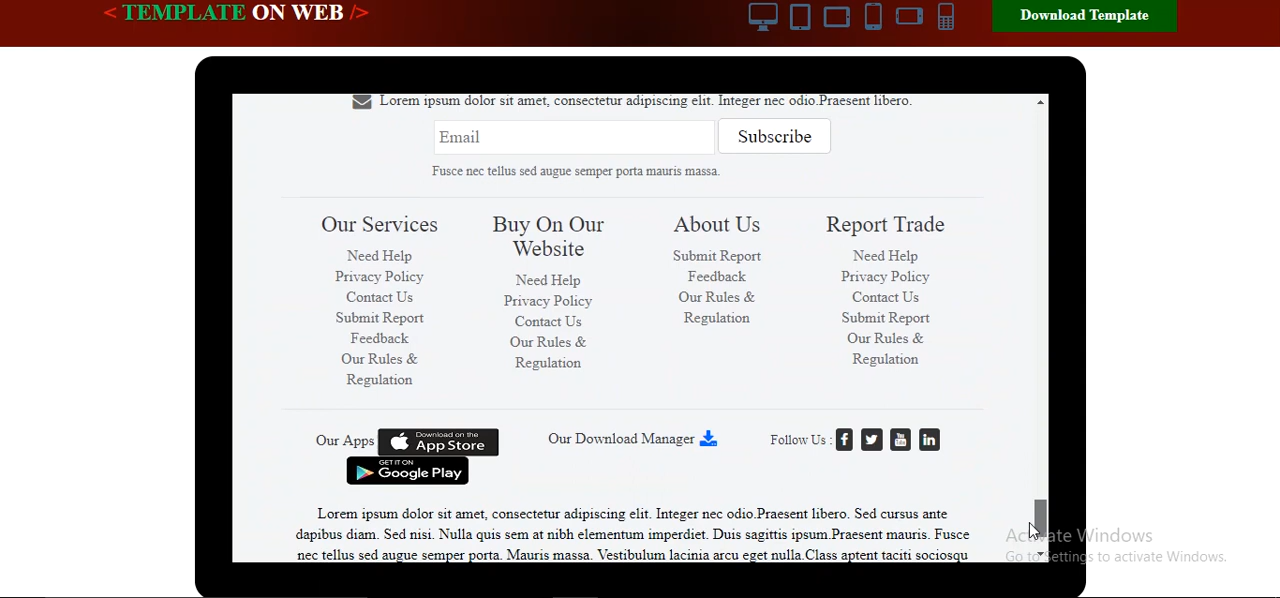 < TEMPLATE ON WEB />
Download Template
Lorem ipsum dolor sit amet, consectetur adipiscing elit. Integer nec odio.Praesent libero.
Email
Subscribe
Fusce nec tellus sed augue semper porta mauris massa.
Our Services
Need Help
Privacy Policy
Contact Us
Submit Report
Feedback
Our Rules &
Regulation
Buy On Our
Website
Need Help
Privacy Policy
Contact Us
Our Rules &
Regulation
About Us
Submit Report
Feedback
Our Rules &
Regulation
Report Trade
Need Help
Privacy Policy
Contact Us
Submit Report
Our Rules &
Regulation
Our Apps
Download on the
App Store
GET IT ON
Google Play
Our Download Manager
Follow Us :
Lorem ipsum dolor sit amet, consectetur adipiscing elit. Integer nec odio.Praesent libero. Sed cursus ante
dapibus diam. Sed nisi. Nulla quis sem at nibh elementum imperdiet. Duis sagittis ipsum.Praesent mauris. Fusce
nec tellus sed augue semper porta. Mauris massa. Vestibulum lacinia arcu eget nulla.Class aptent taciti sociosqu
Activate Windows
Go to Settings to activate Windows.